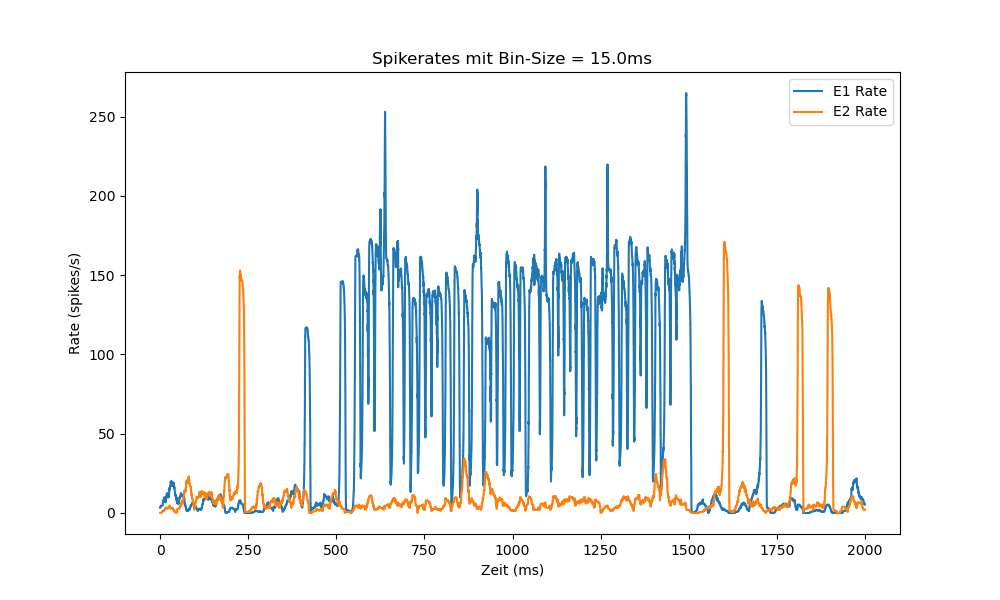 Spikerates mit Bin-Size = 15.0ms
E1 Rate
E2 Rate
Rate (spikes/s)
250
200
150
100
50
0
0 250 500 750 1000 1250 1500 1750 2000
Zeit (ms)